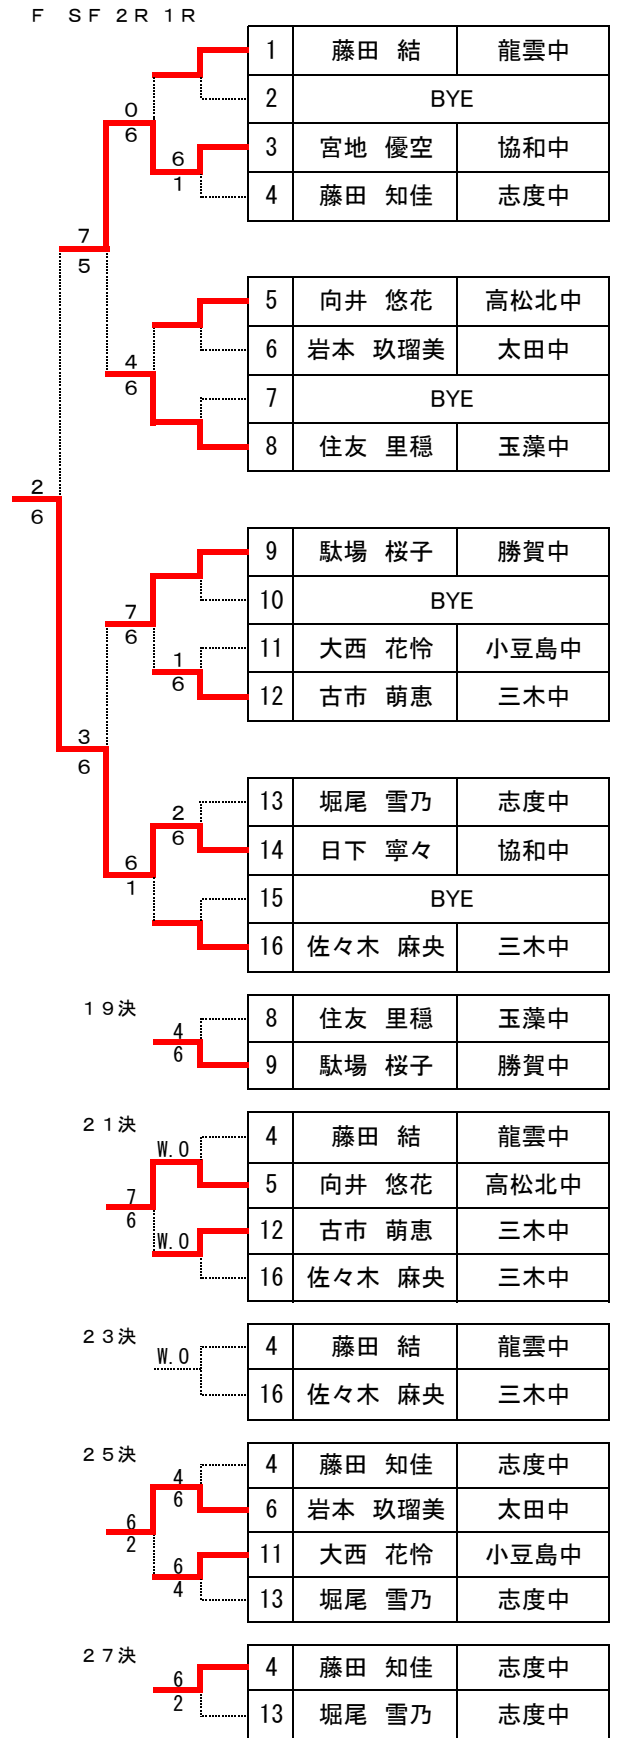 F SF 2R 1R
1 藤田 結 龍雲中
2 BYE
0
6
3 宮地 優空 協和中
6
1
4 藤田 知佳 志度中
7
5
5 向井 悠花 高松北中
6 岩本 玖瑠美 太田中
4
6
7 BYE
8 住友 里穏 玉藻中
2
6
9 駄場 桜子 勝賀中
10 BYE
7
6
11 大西 花怜 小豆島中
1
6
12 古市 萌恵 三木中
3
6
13 堀尾 雪乃 志度中
2
6
14 日下 寧々 協和中
6
1
15 BYE
16 佐々木 麻央 三木中
19決
8 住友 里穏 玉藻中
4
6
9 駄場 桜子 勝賀中
21決
4 藤田 結 龍雲中
W.O
5 向井 悠花 高松北中
7
6
12 古市 萌恵 三木中
W.O
16 佐々木 麻央 三木中
23決
4 藤田 結 龍雲中
W.O
16 佐々木 麻央 三木中
25決
4 藤田 知佳 志度中
4
6
6 岩本 玖瑠美 太田中
6
2
11 大西 花怜 小豆島中
6
4
13 堀尾 雪乃 志度中
27決
4 藤田 知佳 志度中
6
2
13 堀尾 雪乃 志度中